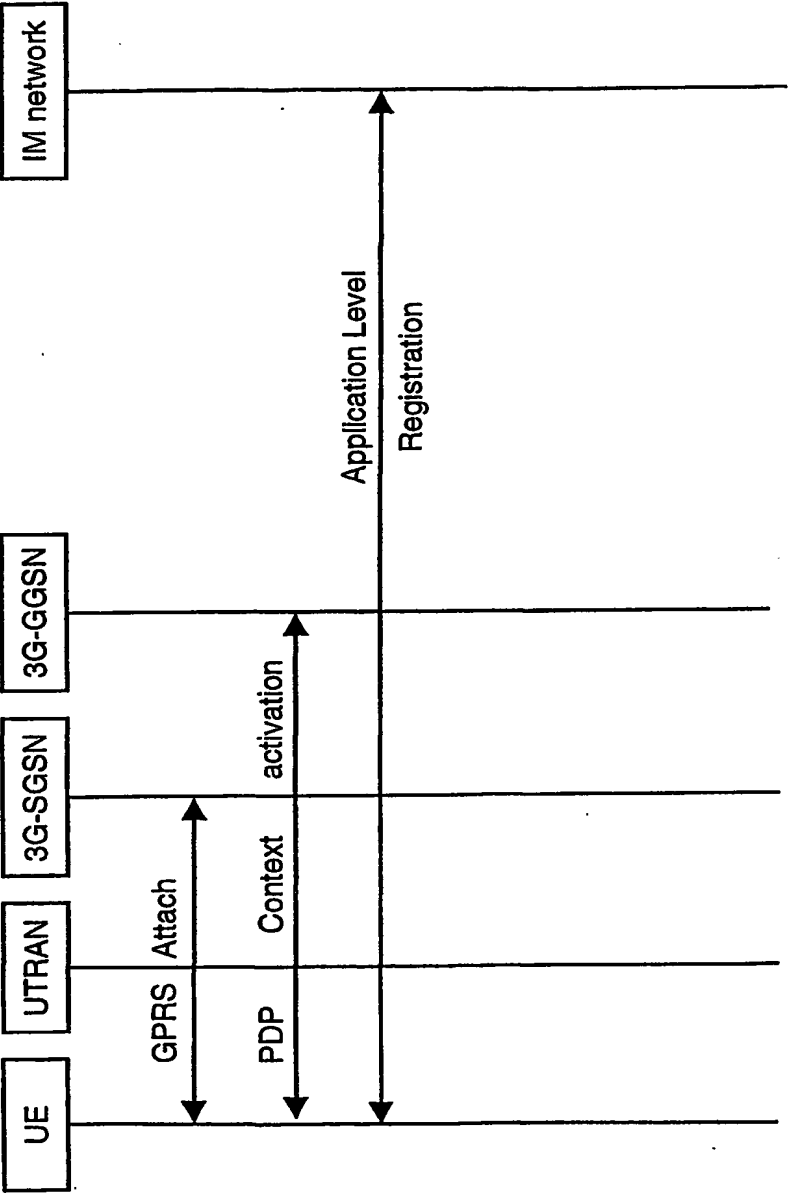 UE
UTRAN
3G-SGSN
3G-GGSN
IM network
GPRS Attach
PDP Context activation
Application Level
Registration